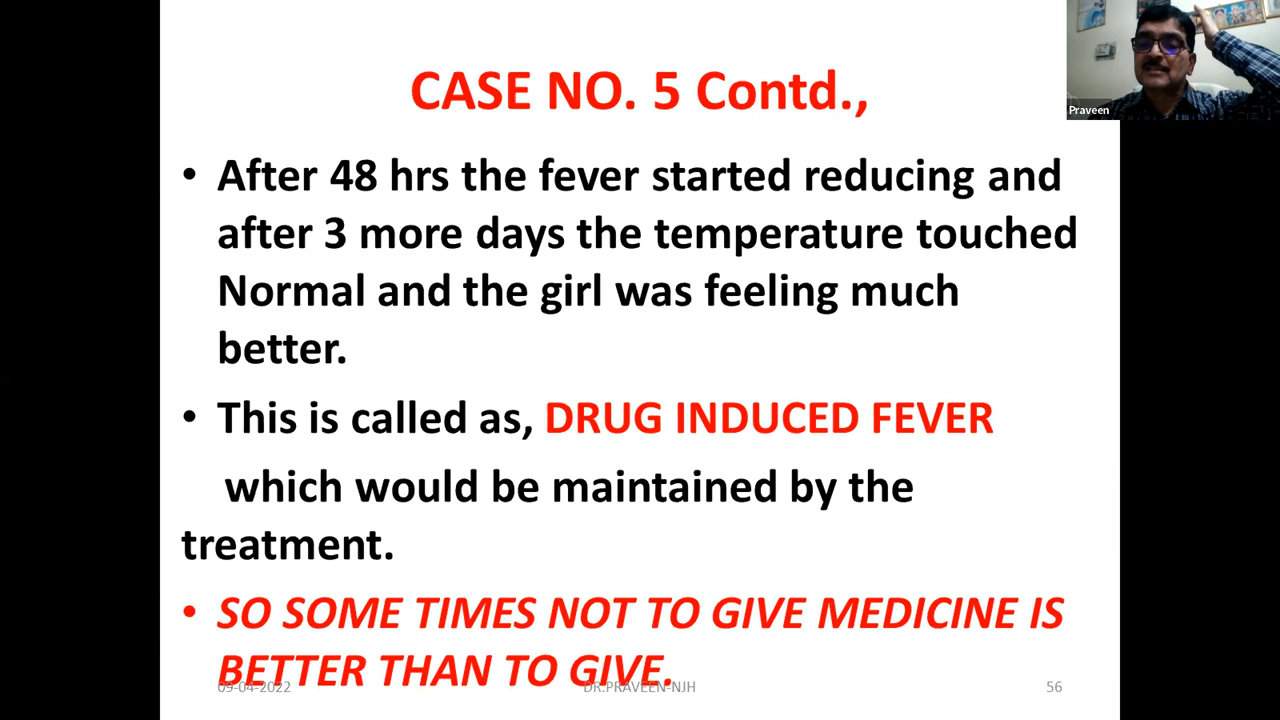 CASE NO. 5 Contd.,
Praveen
• After 48 hrs the fever started reducing and
after 3 more days the temperature touched
Normal and the girl was feeling much
better.
• This is called as, DRUG INDUCED FEVER
which would be maintained by the
treatment.
• SO SOME TIMES NOT TO GIVE MEDICINE IS
BETTER THAN TO GIVE.
09-04-2022 DR.PRAVEEN-NJH 56